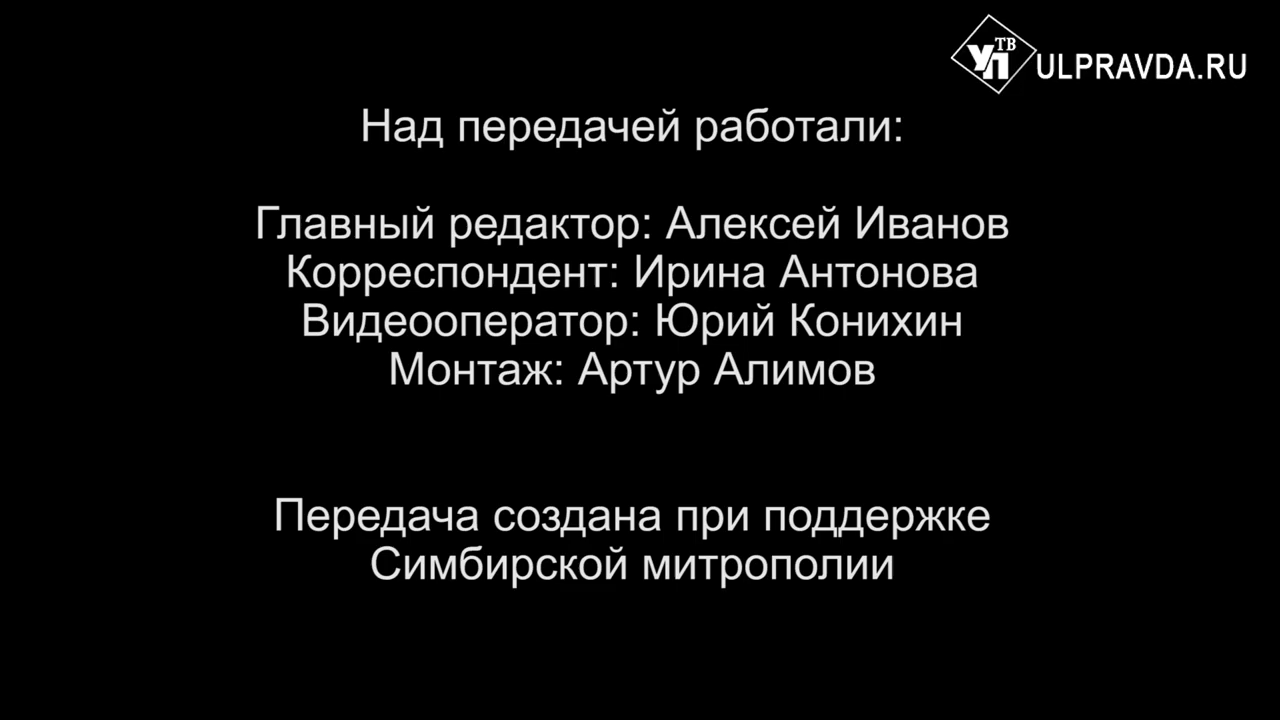 УП ТВ
ULPRAVDA.RU
Над передачей работали:
Главный редактор: Алексей Иванов
Корреспондент: Ирина Антонова
Видеооператор: Юрий Конихин
Монтаж: Артур Алимов
Передача создана при поддержке
Симбирской митрополии